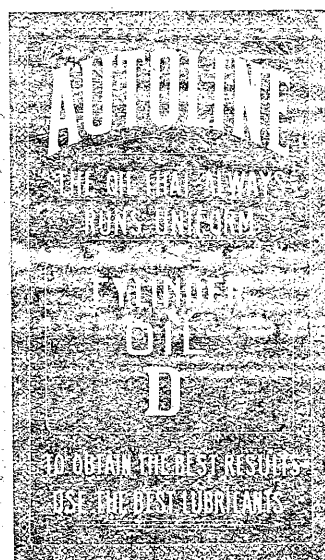 AUTOLINE
THE OIL THAT ALWAYS
RUNS UNIFORM
CYLINDER
OIL
D
TO OBTAIN THE BEST RESULTS
USE THE BEST LUBRICANTS